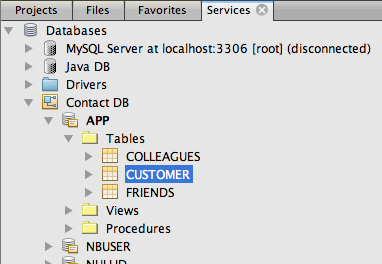 Projects Files Favorites Services
Databases
MySQL Server at localhost:3306 [root] (disconnected)
Java DB
Drivers
Contact DB
APP
Tables
COLLEAGUES
CUSTOMER
FRIENDS
Views
Procedures
NBUSER